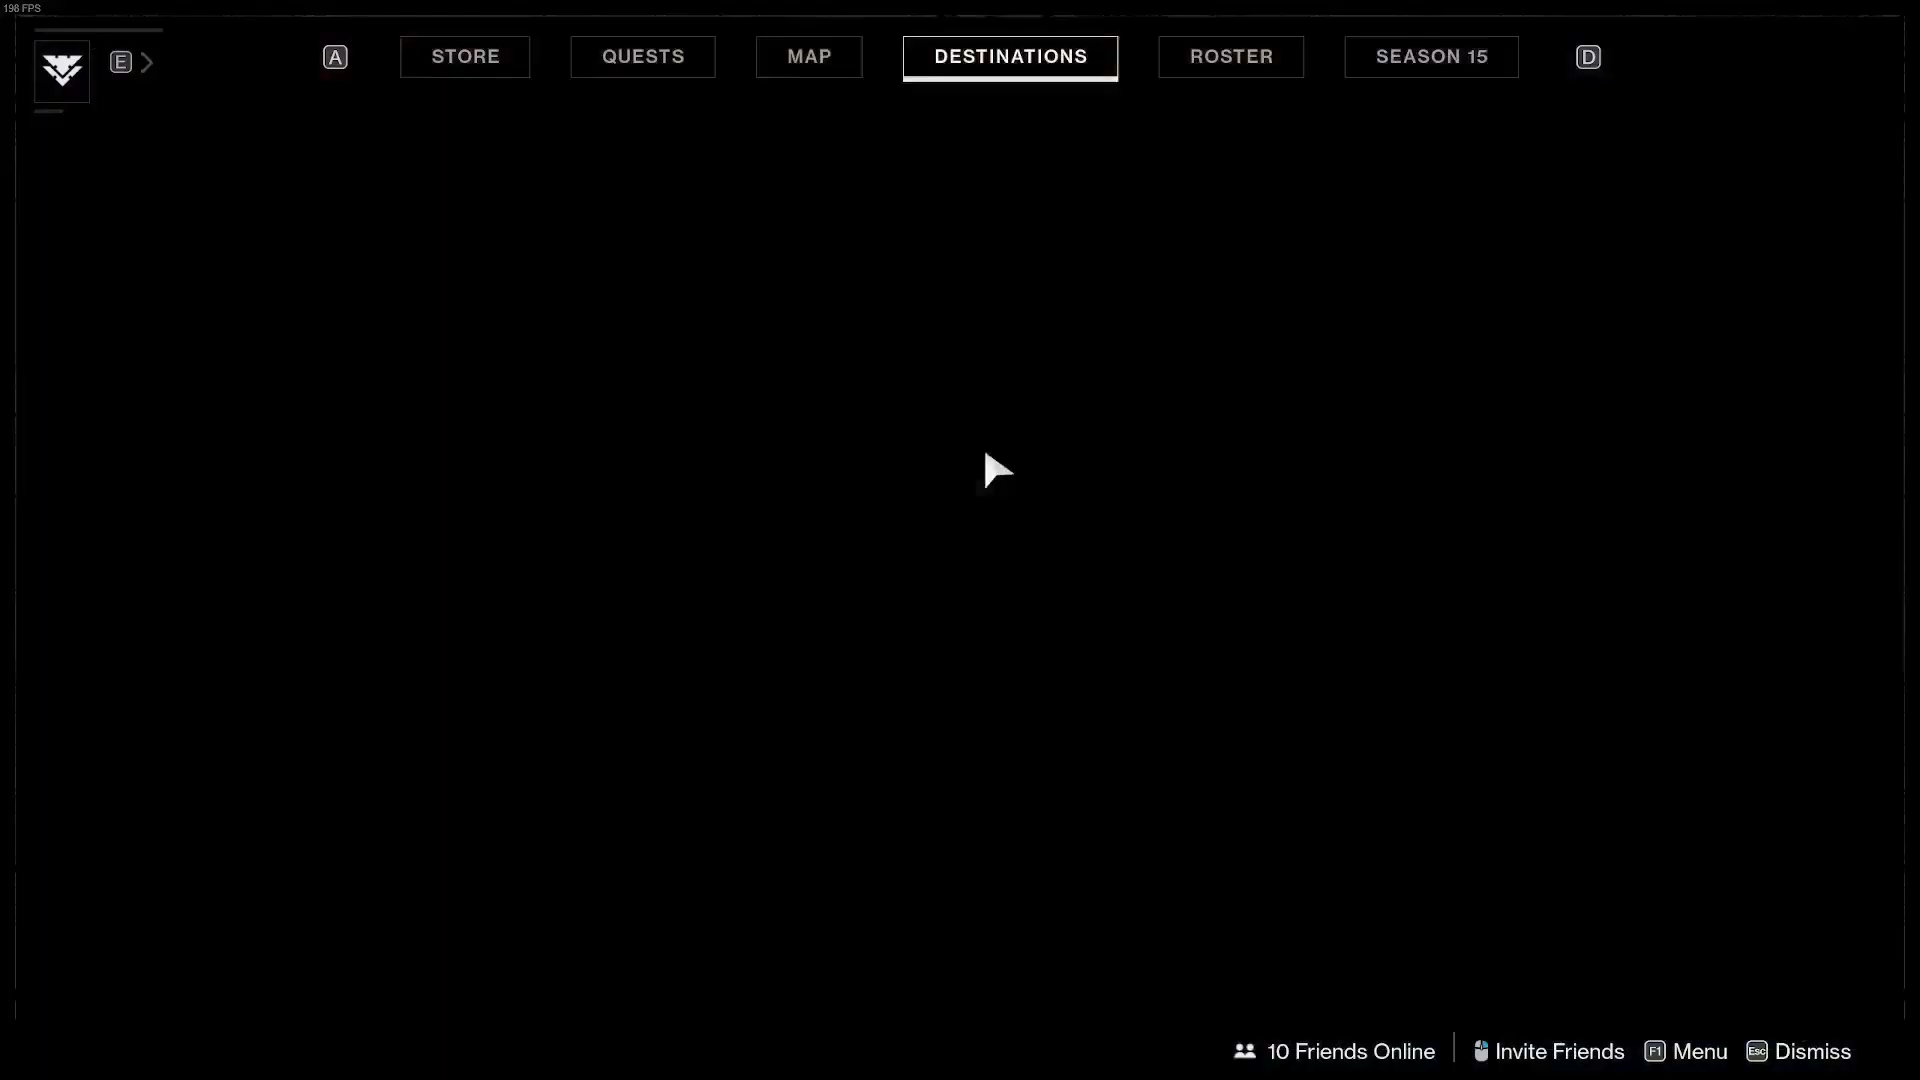 198 FPS
E
A
STORE
QUESTS
MAP
DESTINATIONS
ROSTER
SEASON 15
D
10 Friends Online
Invite Friends
F1 Menu
Esc Dismiss